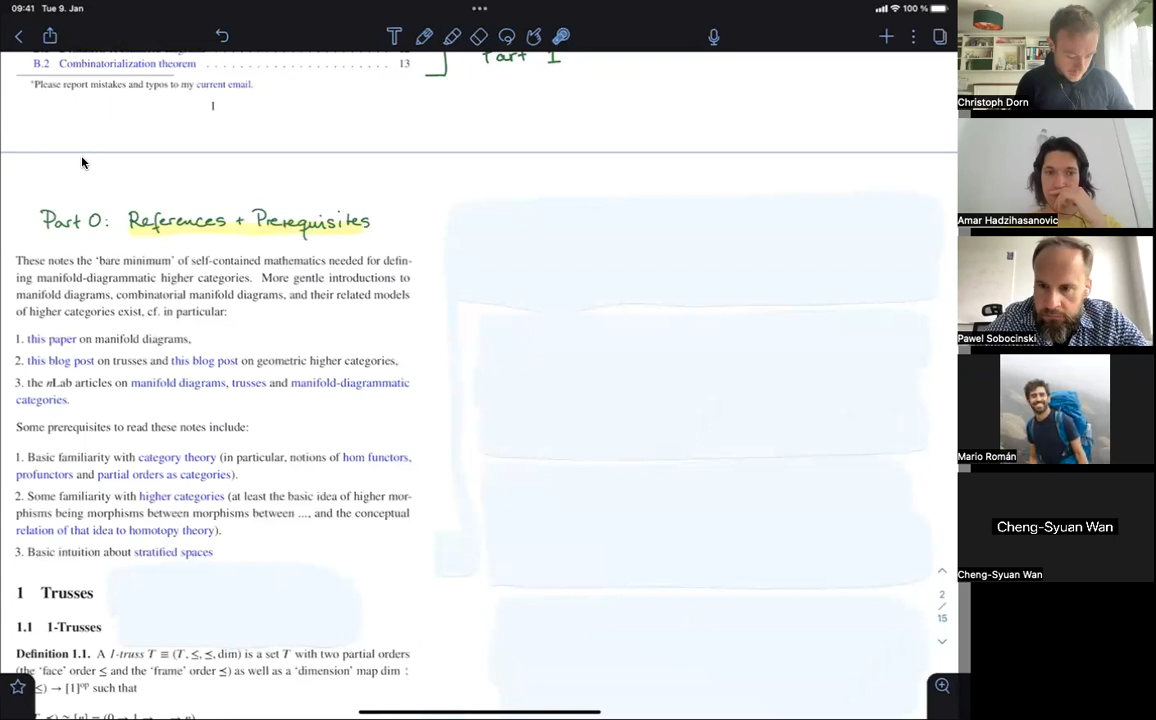 09:41 Tue 9. Jan
100 %
B.2 Combinatorialization theorem . . . . . . . . . . . . . . . . . . . . . . . . . . 13
Part 1
*Please report mistakes and typos to my current email.
1
Part 0: References + Prerequisites
These notes the ‘bare minimum’ of self-contained mathematics needed for defin-
ing manifold-diagrammatic higher categories. More gentle introductions to
manifold diagrams, combinatorial manifold diagrams, and their related models
of higher categories exist, cf. in particular:
1. this paper on manifold diagrams,
2. this blog post on trusses and this blog post on geometric higher categories,
3. the nLab articles on manifold diagrams, trusses and manifold-diagrammatic
categories.
Some prerequisites to read these notes include:
1. Basic familiarity with category theory (in particular, notions of hom functors,
profunctors and partial orders as categories).
2. Some familiarity with higher categories (at least the basic idea of higher mor-
phisms being morphisms between morphisms between ..., and the conceptual
relation of that idea to homotopy theory).
3. Basic intuition about stratified spaces
1 Trusses
1.1 1-Trusses
Definition 1.1. A 1-truss T ≡ (T, ≤, ⪯, dim) is a set T with two partial orders
(the ‘face’ order ≤ and the ‘frame’ order ⪯) as well as a ‘dimension’ map dim :
≤) → [1]ᵒᵖ such that
2
/
15
Christoph Dorn
Amar Hadzihasanovic
Pawel Sobocinski
Mario Román
Cheng-Syuan Wan
Cheng-Syuan Wan